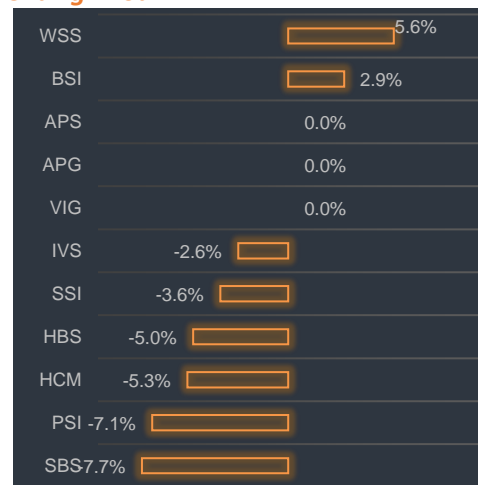 WSS 5.6%
BSI 2.9%
APS 0.0%
APG 0.0%
VIG 0.0%
IVS -2.6%
SSI -3.6%
HBS -5.0%
HCM -5.3%
PSI -7.1%
SBS -7.7%